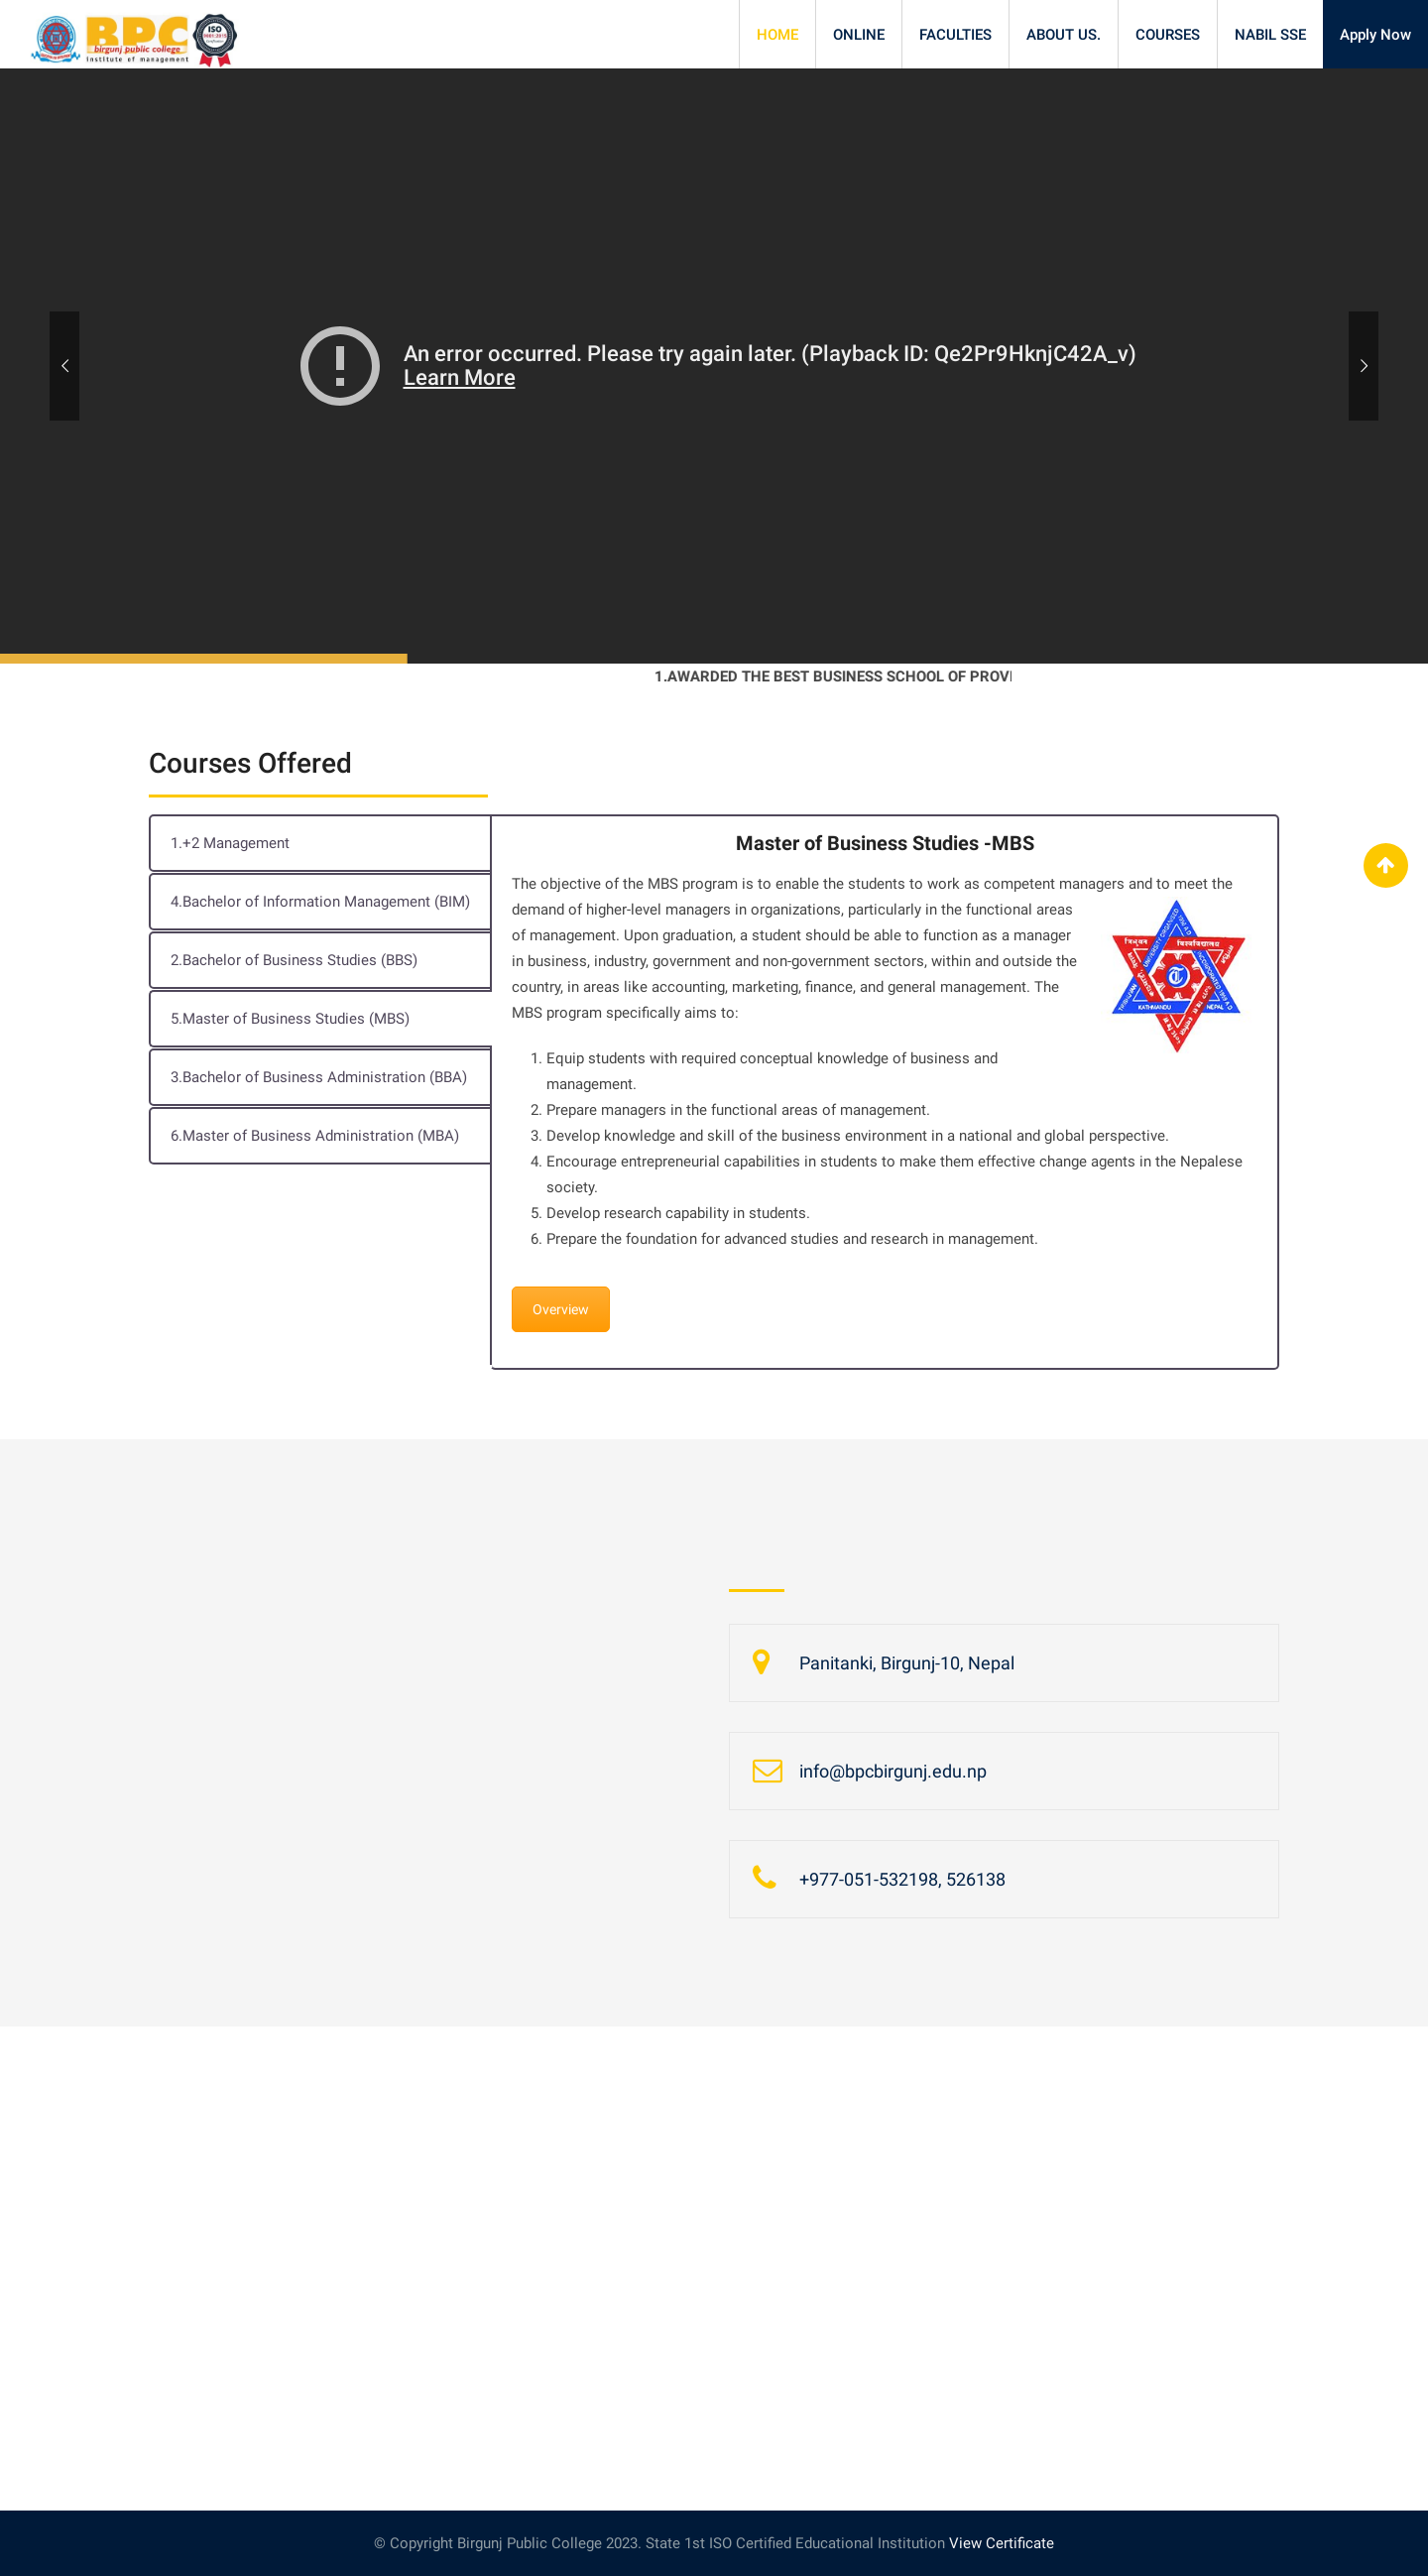 BPC
birgunj public college
institute of management
ISO
9001:2015
HOME
ONLINE
FACULTIES
ABOUT US.
COURSES
NABIL SSE
Apply Now
An error occurred. Please try again later. (Playback ID: Qe2Pr9HknjC42A_v)
Learn More
1.AWARDED THE BEST BUSINESS SCHOOL OF PROV
Courses Offered
1.+2 Management
4.Bachelor of Information Management (BIM)
2.Bachelor of Business Studies (BBS)
5.Master of Business Studies (MBS)
3.Bachelor of Business Administration (BBA)
6.Master of Business Administration (MBA)
Master of Business Studies -MBS
The objective of the MBS program is to enable the students to work as competent managers and to meet the
demand of higher-level managers in organizations, particularly in the functional areas
of management. Upon graduation, a student should be able to function as a manager
in business, industry, government and non-government sectors, within and outside the
country, in areas like accounting, marketing, finance, and general management. The
MBS program specifically aims to:
1. Equip students with required conceptual knowledge of business and
management.
2. Prepare managers in the functional areas of management.
3. Develop knowledge and skill of the business environment in a national and global perspective.
4. Encourage entrepreneurial capabilities in students to make them effective change agents in the Nepalese
society.
5. Develop research capability in students.
6. Prepare the foundation for advanced studies and research in management.
त्रिभुवन विश्वविद्यालय
KATHMANDU NEPAL
Overview
Panitanki, Birgunj-10, Nepal
info@bpcbirgunj.edu.np
+977-051-532198, 526138
© Copyright Birgunj Public College 2023. State 1st ISO Certified Educational Institution View Certificate